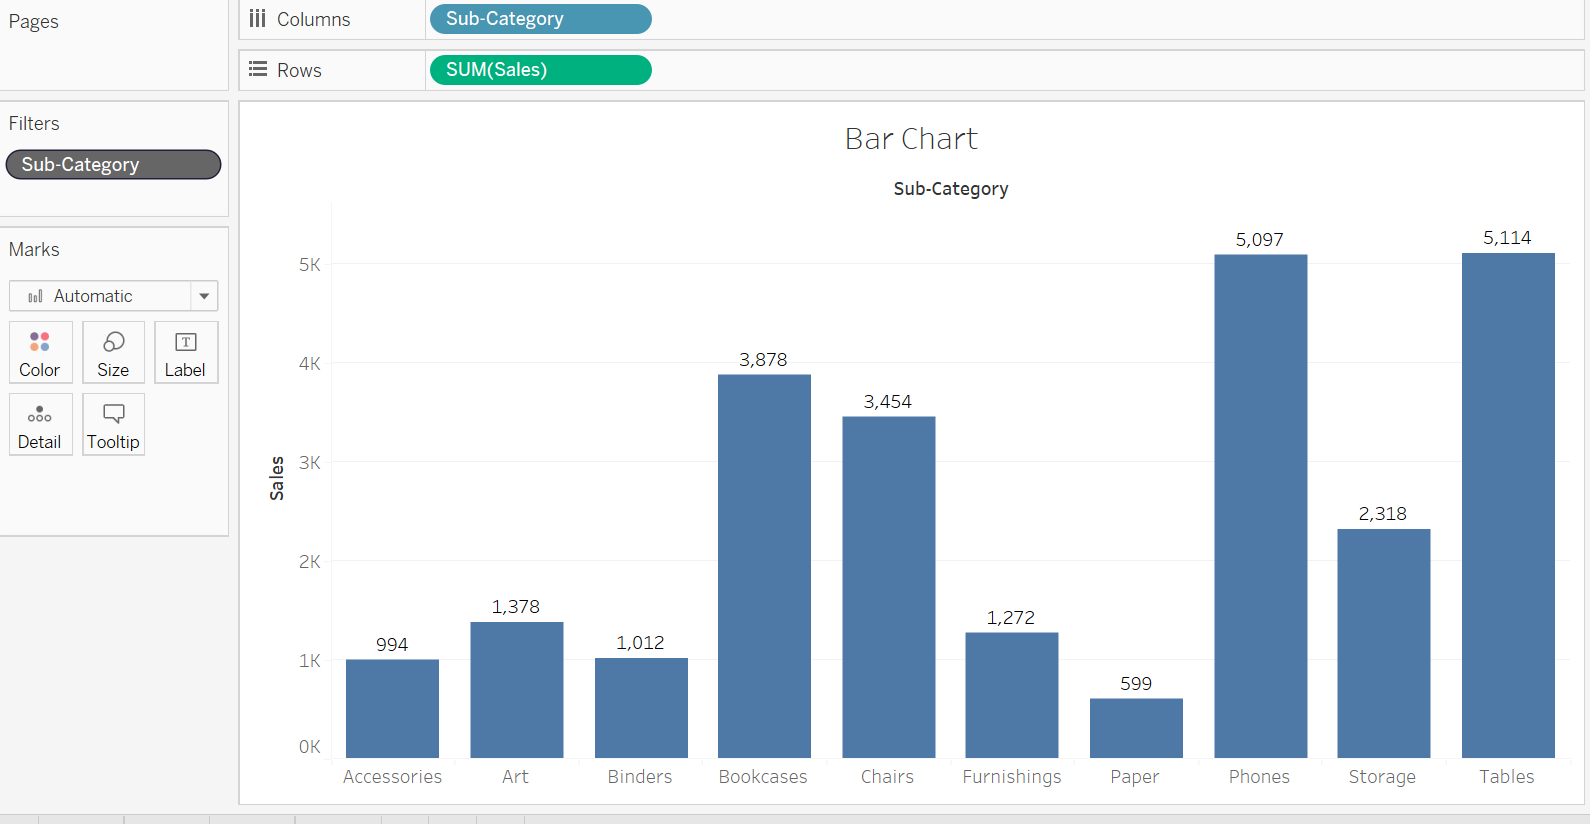 Pages
Columns
Sub-Category
Rows
SUM(Sales)
Filters
Sub-Category
Marks
Automatic
Color
Size
Label
Detail
Tooltip
Bar Chart
Sub-Category
Sales
5K
4K
3K
2K
1K
0K
994
1,378
1,012
3,878
3,454
1,272
599
5,097
2,318
5,114
Accessories
Art
Binders
Bookcases
Chairs
Furnishings
Paper
Phones
Storage
Tables